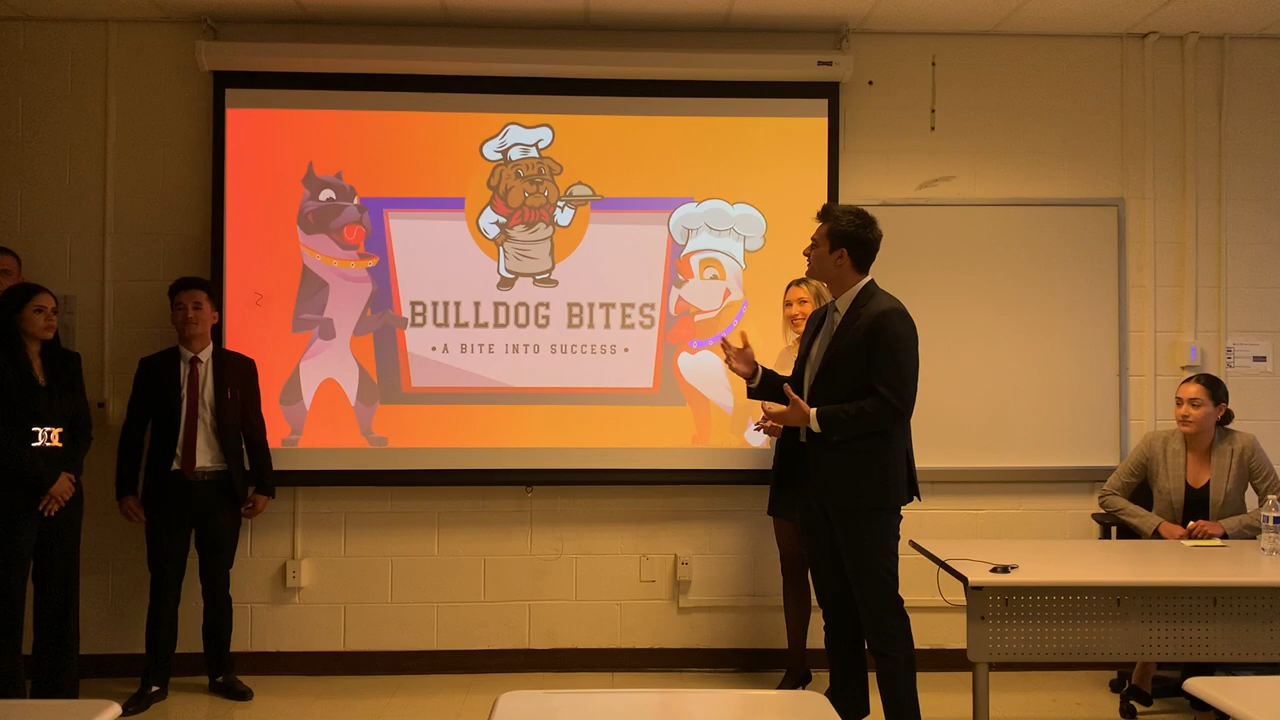 BULLDOG BITES
• A BITE INTO SUCCESS •